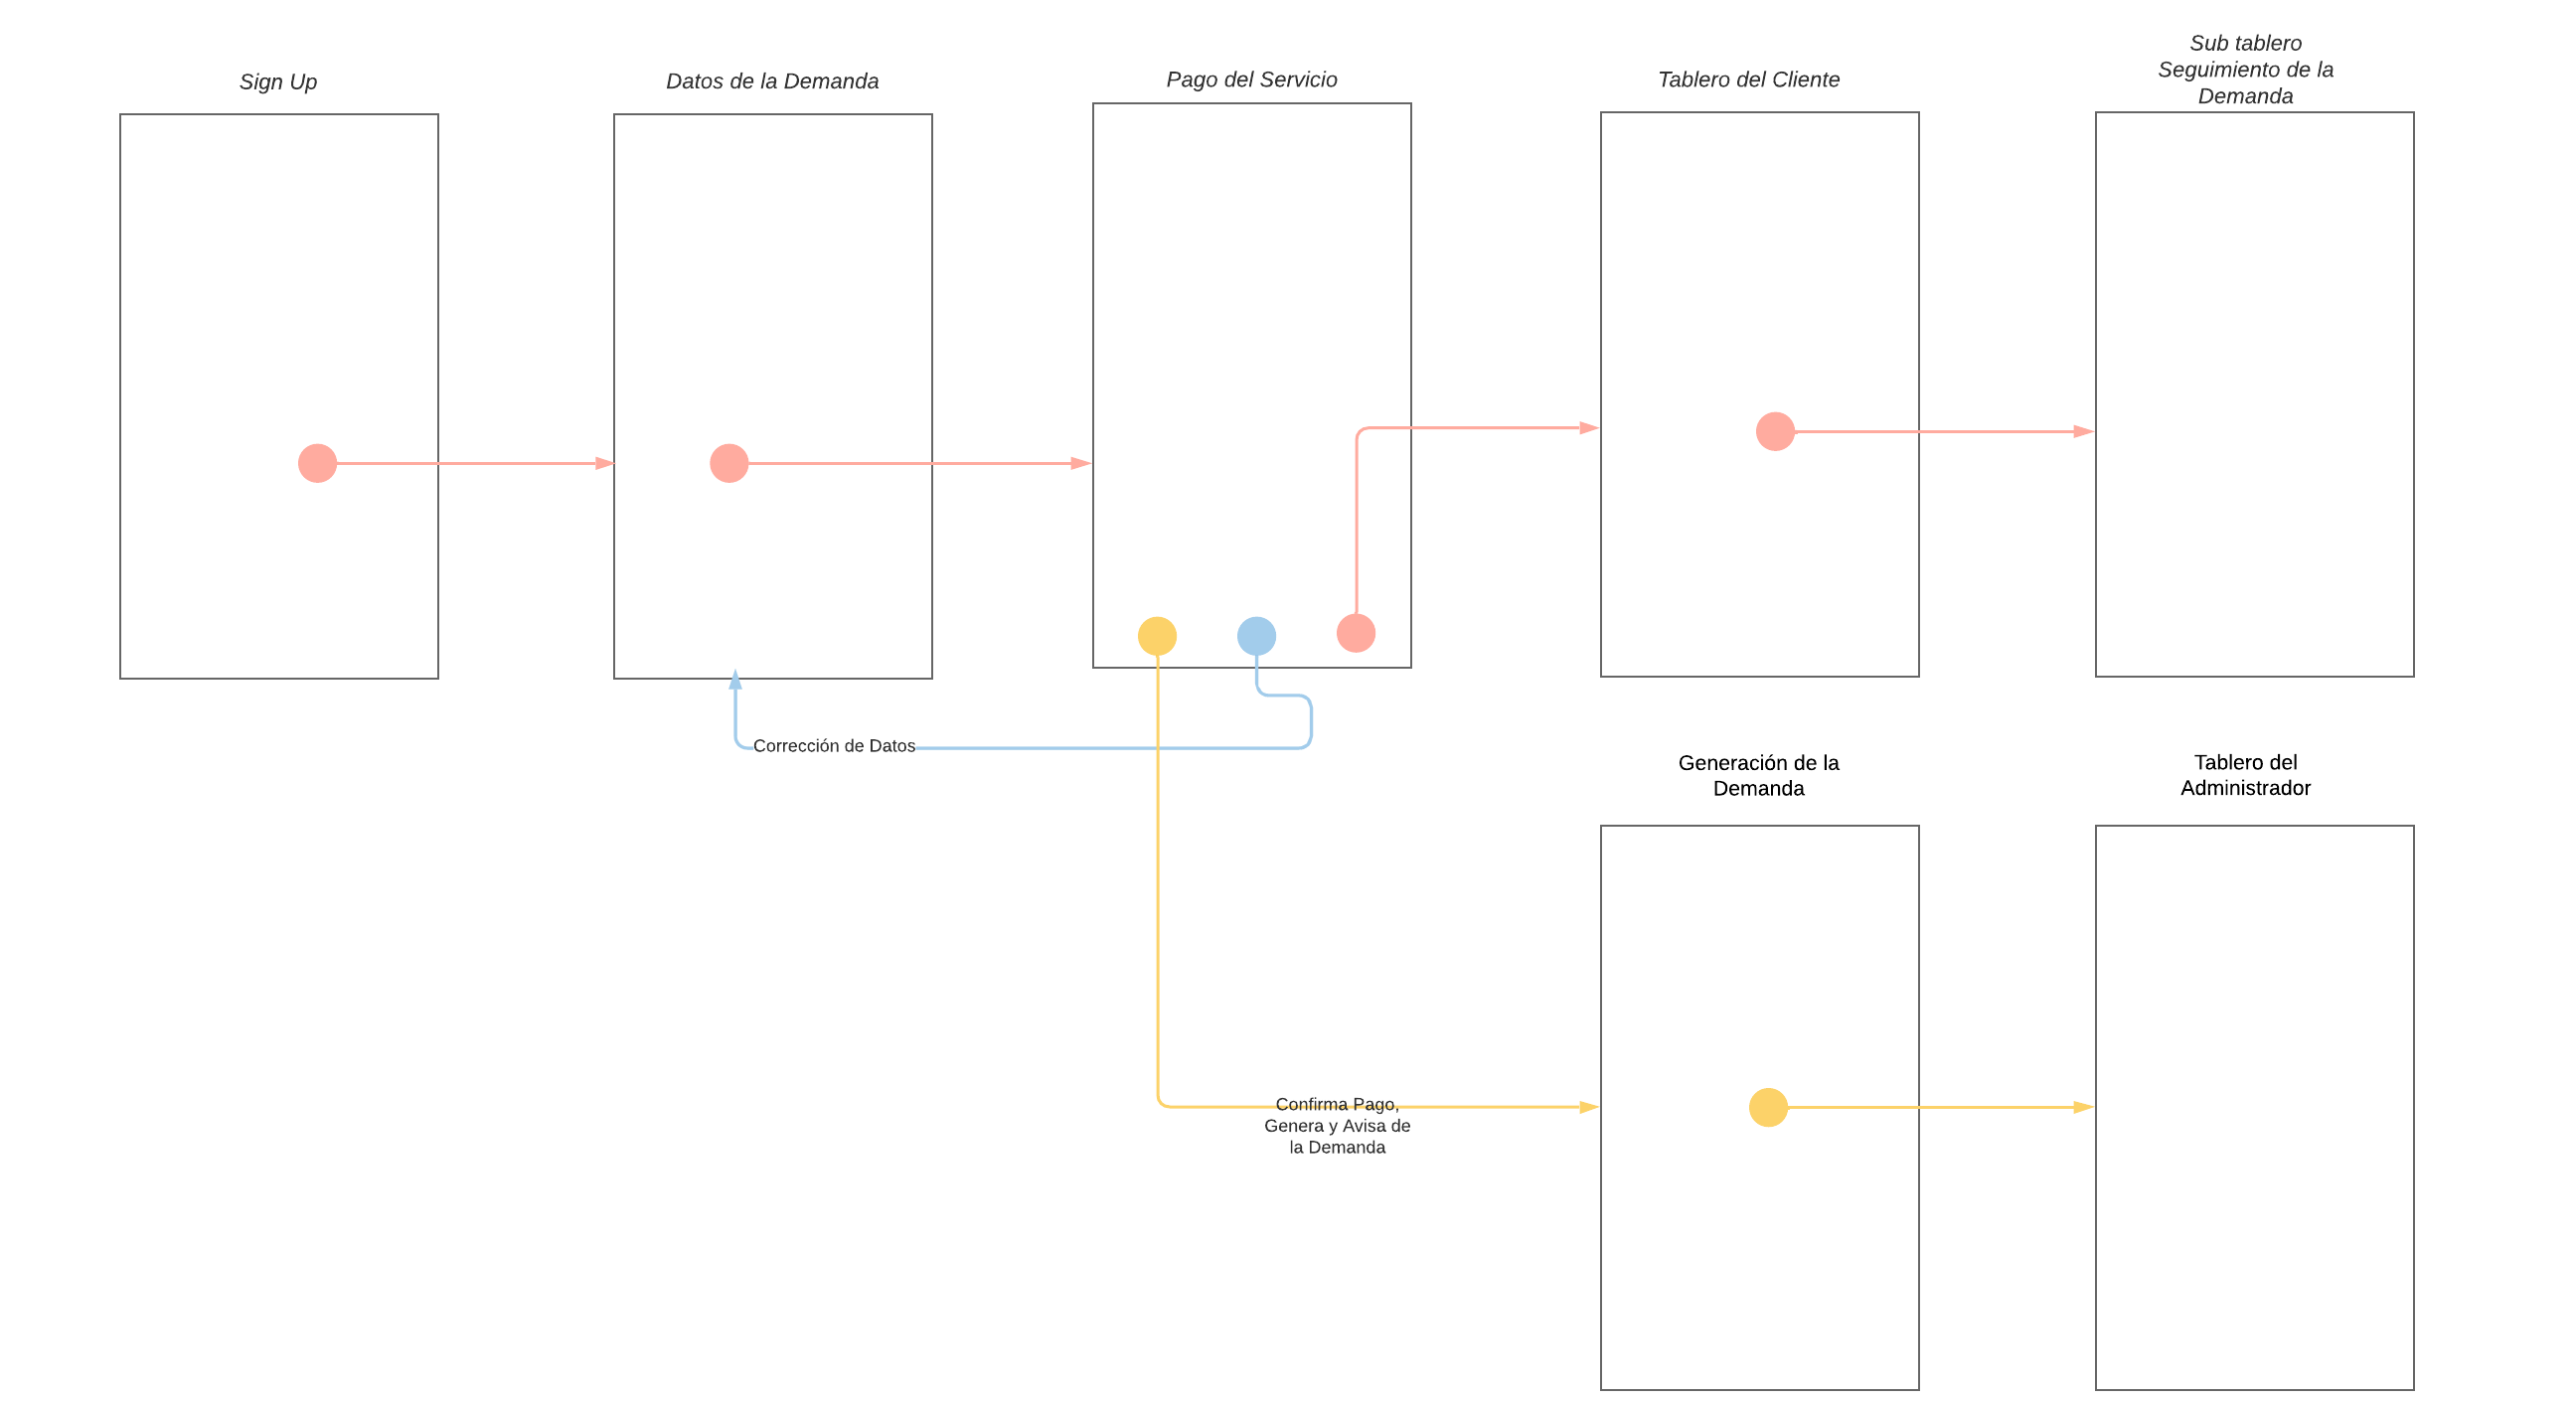 Sign Up
Datos de la Demanda
Pago del Servicio
Tablero del Cliente
Sub tablero
Seguimiento de la
Demanda
Corrección de Datos
Generación de la
Demanda
Tablero del
Administrador
Confirma Pago,
Genera y Avisa de
la Demanda